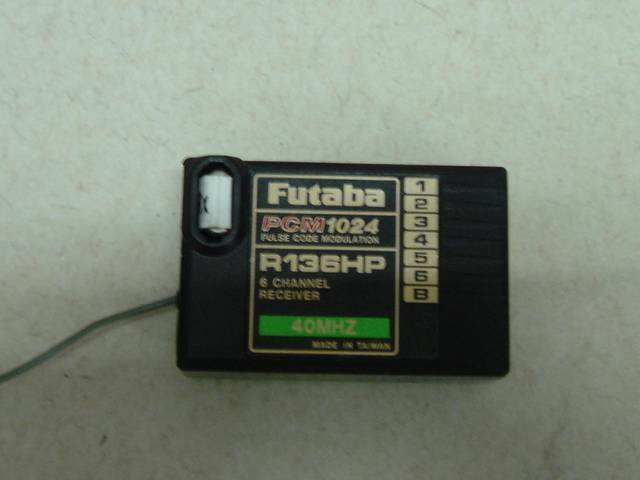 Futaba
PCM1024
PULSE CODE MODULATION
R136HP
6 CHANNEL
RECEIVER
40MHZ
MADE IN TAIWAN
1
2
3
4
5
6
B
X